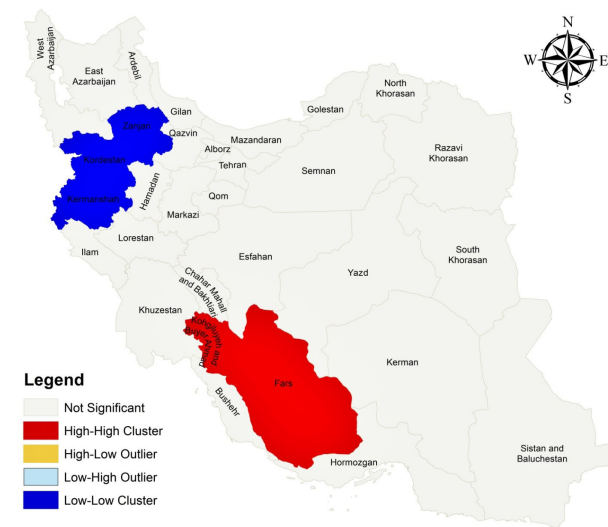 N
W
E
S
West
Azarbaijan
East
Azarbaijan
Ardebil
Gilan
Zanjan
Qazvin
Kordestan
Kermanshah
Hamadan
Alborz
Mazandaran
Tehran
Golestan
North
Khorasan
Razavi
Khorasan
Semnan
Qom
Markazi
Lorestan
Ilam
Esfahan
Yazd
South
Khorasan
Chahar Mahall
and Bakhtiari
Khuzestan
Kohgiluyeh
and
Fars
Kerman
Bushehr
Hormozgan
Sistan and
Baluchestan
Legend
Not Significant
High-High Cluster
High-Low Outlier
Low-High Outlier
Low-Low Cluster